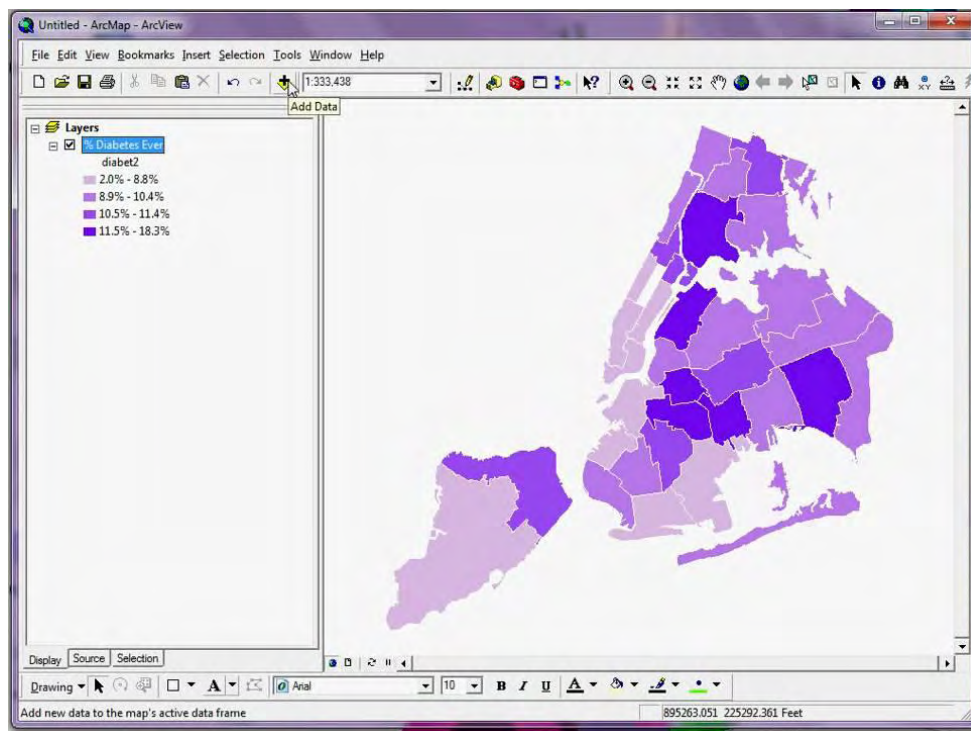 Untitled - ArcMap - ArcView
File Edit View Bookmarks Insert Selection Tools Window Help
1:333,438
Add Data
Layers
% Diabetes Ever
diabet2
2.0% - 8.8%
8.9% - 10.4%
10.5% - 11.4%
11.5% - 18.3%
Display Source Selection
Drawing A Arial 10 B I U A
Add new data to the map's active data frame 895263.051 225292.361 Feet